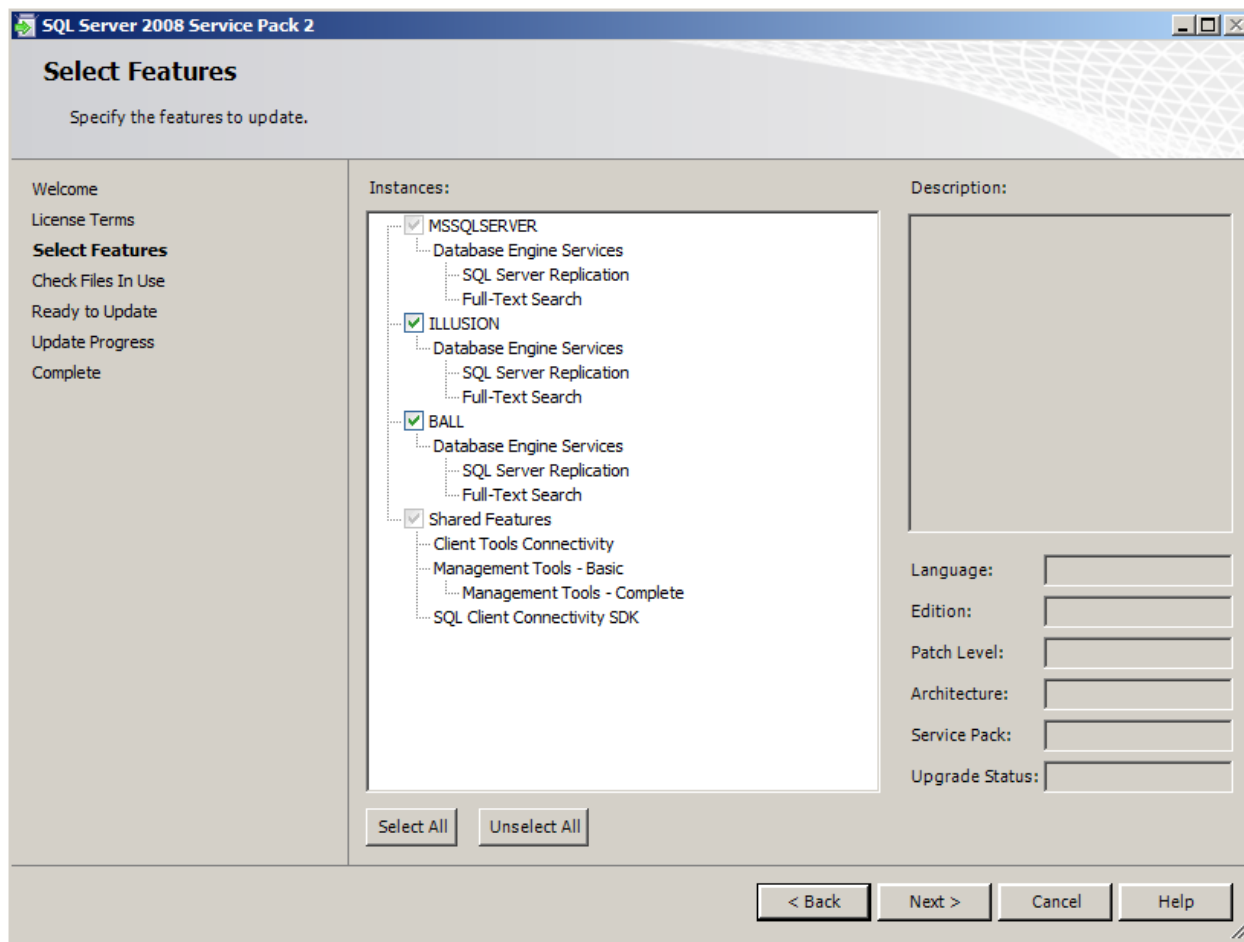 SQL Server 2008 Service Pack 2
Select Features
Specify the features to update.
Welcome
License Terms
Select Features
Check Files In Use
Ready to Update
Update Progress
Complete
Instances:
MSSQLSERVER
Database Engine Services
SQL Server Replication
Full-Text Search
ILLUSION
Database Engine Services
SQL Server Replication
Full-Text Search
BALL
Database Engine Services
SQL Server Replication
Full-Text Search
Shared Features
Client Tools Connectivity
Management Tools - Basic
Management Tools - Complete
SQL Client Connectivity SDK
Select All
Unselect All
Description:
Language:
Edition:
Patch Level:
Architecture:
Service Pack:
Upgrade Status:
< Back
Next >
Cancel
Help